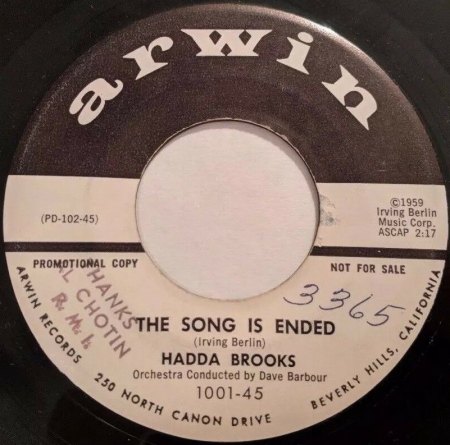 arwin
(PD-102-45)
©1959
Irving Berlin
Music Corp.
ASCAP 2:17
PROMOTIONAL COPY
NOT FOR SALE
THANKS
AL CHOTIN
3365
THE SONG IS ENDED
(Irving Berlin)
HADDA BROOKS
Orchestra Conducted by Dave Barbour
1001-45
ARWIN RECORDS 250 NORTH CANON DRIVE BEVERLY HILLS, CALIFORNIA